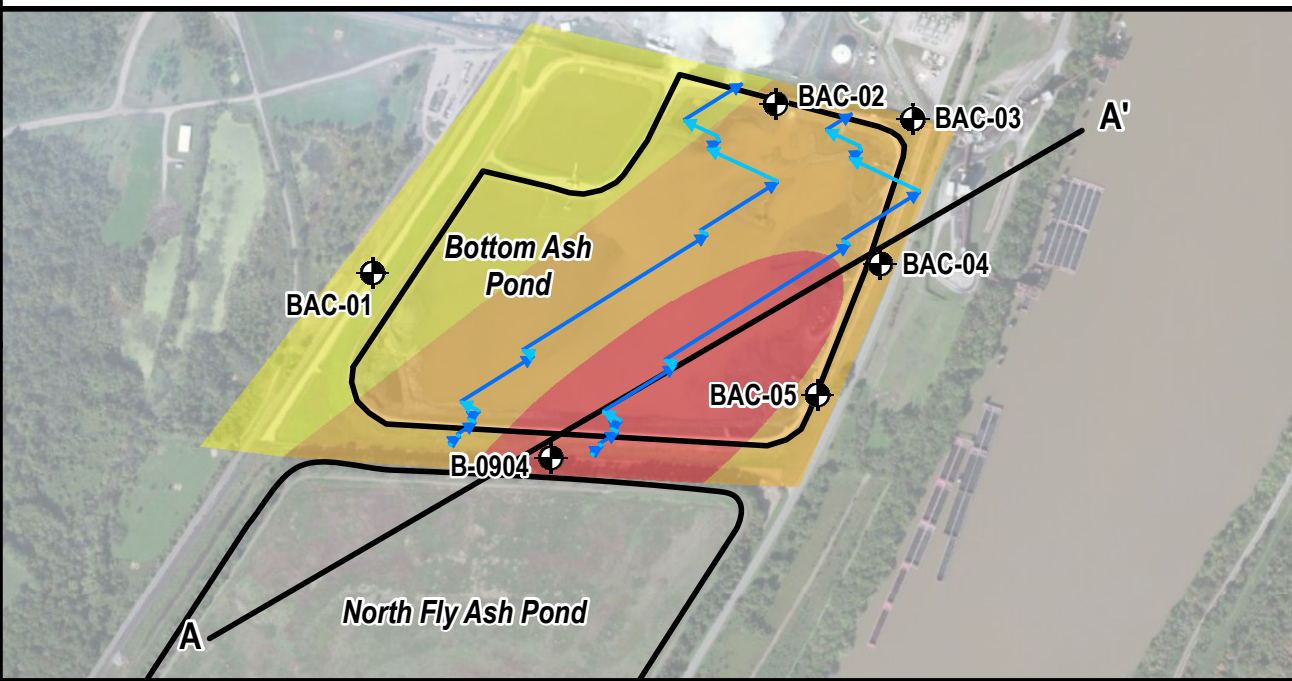 BAC-02
BAC-03
A'
Bottom Ash
Pond
BAC-04
BAC-01
BAC-05
B-0904
North Fly Ash Pond
A